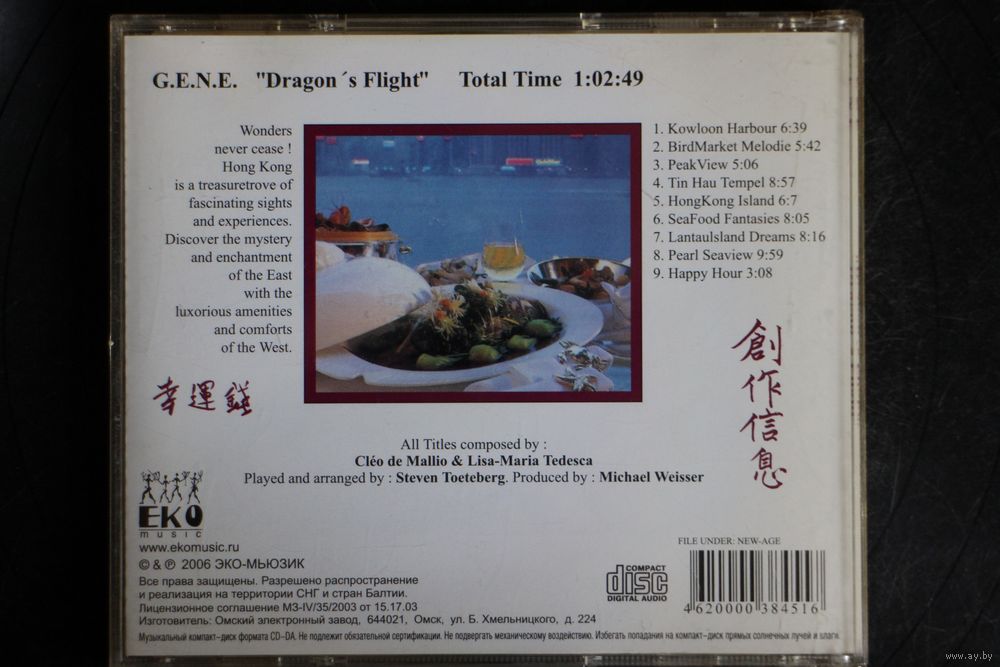 G.E.N.E. "Dragon´s Flight" Total Time 1:02:49
Wonders
never cease !
Hong Kong
is a treasuretrove of
fascinating sights
and experiences.
Discover the mystery
and enchantment
of the East
with the
luxorious amenities
and comforts
of the West.
幸運錢
1. Kowloon Harbour 6:39
2. BirdMarket Melodie 5:42
3. PeakView 5:06
4. Tin Hau Tempel 8:57
5. HongKong Island 6:7
6. SeaFood Fantasies 8:05
7. LantauIsland Dreams 8:16
8. Pearl Seaview 9:59
9. Happy Hour 3:08
創作信息
All Titles composed by :
Cléo de Mallio & Lisa-Maria Tedesca
Played and arranged by : Steven Toeteberg. Produced by : Michael Weisser
EKO
music
www.ekomusic.ru
© & ℗ 2006 ЭКО-МЬЮЗИК
Все права защищены. Разрешено распространение
и реализация на территории СНГ и стран Балтии.
Лицензионное соглашение МЗ-IV/35/2003 от 15.17.03
Изготовитель: Омский электронный завод, 644021, Омск, ул. Б. Хмельницкого, д. 224
Музыкальный компакт-диск формата CD-DA. Не подлежит обязательной сертификации. Не подвергать механическому воздействию. Избегать попадания на компакт-диск прямых солнечных лучей и влаги.
FILE UNDER: NEW-AGE
COMPACT
disc
DIGITAL AUDIO
4620000384516
www.ay.by